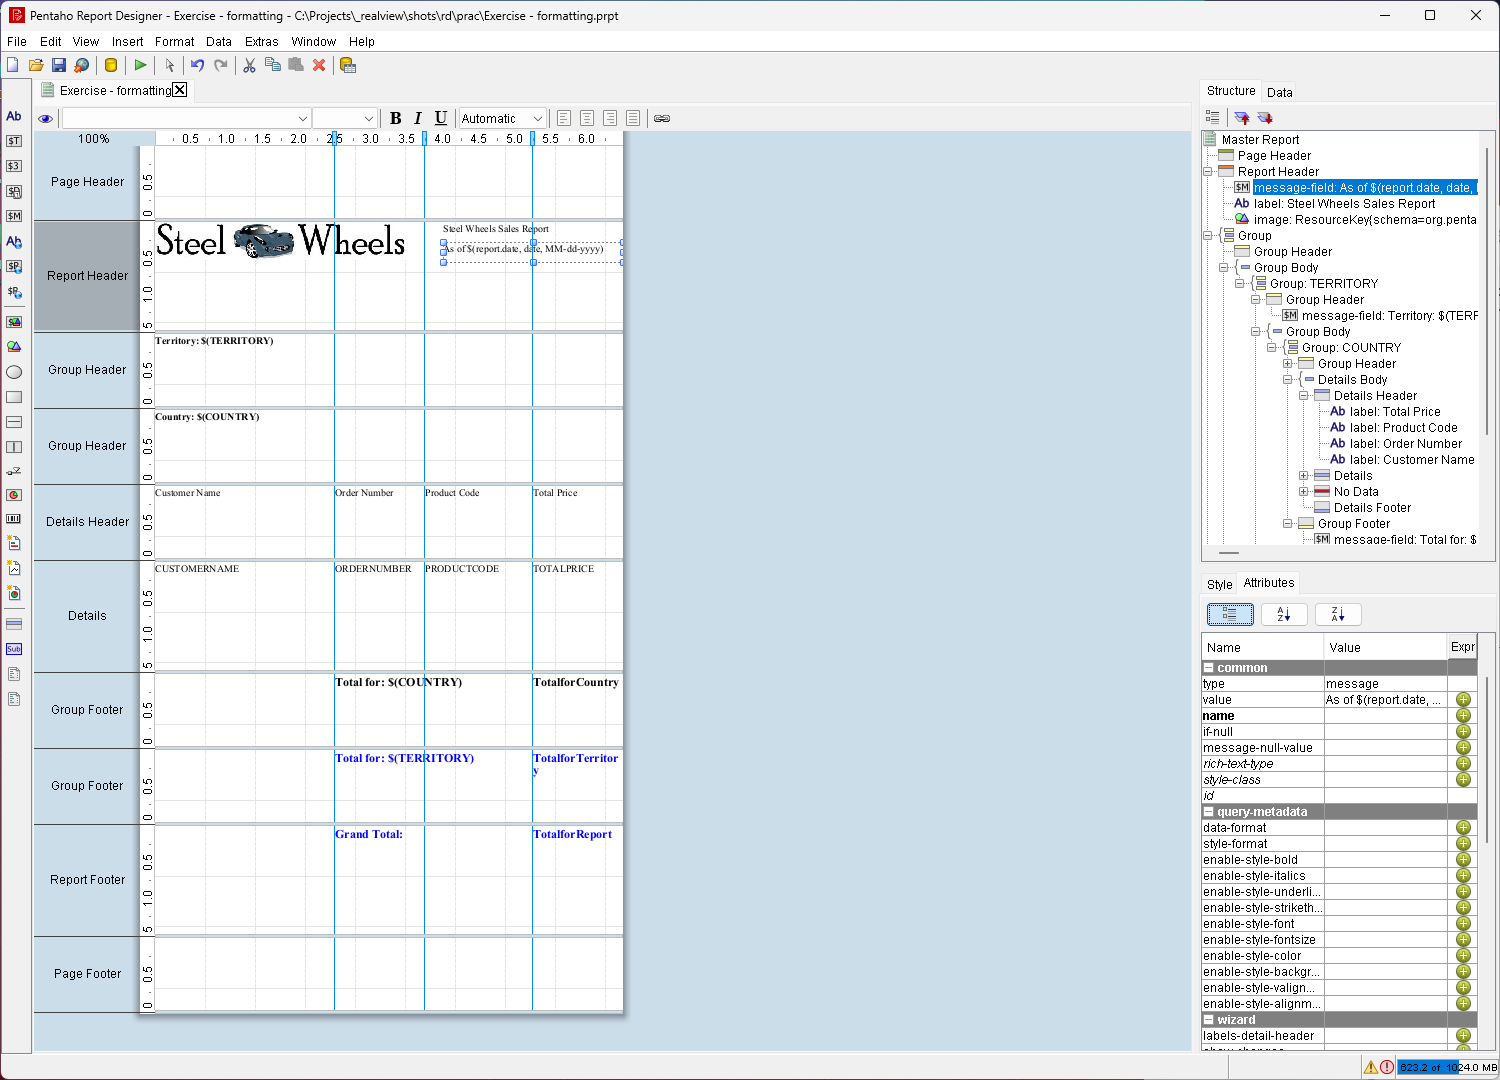 Pentaho Report Designer - Exercise - formatting - C:\Projects\_realview\shots\rd\prac\Exercise - formatting.prpt
File Edit View Insert Format Data Extras Window Help
Exercise - formatting
B I U Automatic
100%
0.5 1.0 1.5 2.0 2.5 3.0 3.5 4.0 4.5 5.0 5.5 6.0
Page Header
Report Header
Steel Wheels
Steel Wheels Sales Report
As of $(report.date, date, MM-dd-yyyy)
Group Header
Territory: $(TERRITORY)
Group Header
Country: $(COUNTRY)
Details Header
Customer Name Order Number Product Code Total Price
Details
CUSTOMERNAME ORDERNUMBER PRODUCTCODE TOTALPRICE
Group Footer
Total for: $(COUNTRY) TotalforCountry
Group Footer
Total for: $(TERRITORY) TotalforTerritor
y
Report Footer
Grand Total: TotalforReport
Page Footer
Structure Data
Master Report
Page Header
Report Header
message-field: As of $(report.date, date,
label: Steel Wheels Sales Report
image: ResourceKey{schema=org.penta
Group
Group Header
Group Body
Group: TERRITORY
Group Header
message-field: Territory: $(TERF
Group Body
Group: COUNTRY
Group Header
Details Body
Details Header
label: Total Price
label: Product Code
label: Order Number
label: Customer Name
Details
No Data
Details Footer
Group Footer
message-field: Total for: $
Style Attributes
Name Value Expr
common
type message
value As of $(report.date, ...
name
if-null
message-null-value
rich-text-type
style-class
id
query-metadata
data-format
style-format
enable-style-bold
enable-style-italics
enable-style-underli...
enable-style-striketh...
enable-style-font
enable-style-fontsize
enable-style-color
enable-style-backgr...
enable-style-valign...
enable-style-alignm...
wizard
labels-detail-header
623.2 of 1024.0 MB